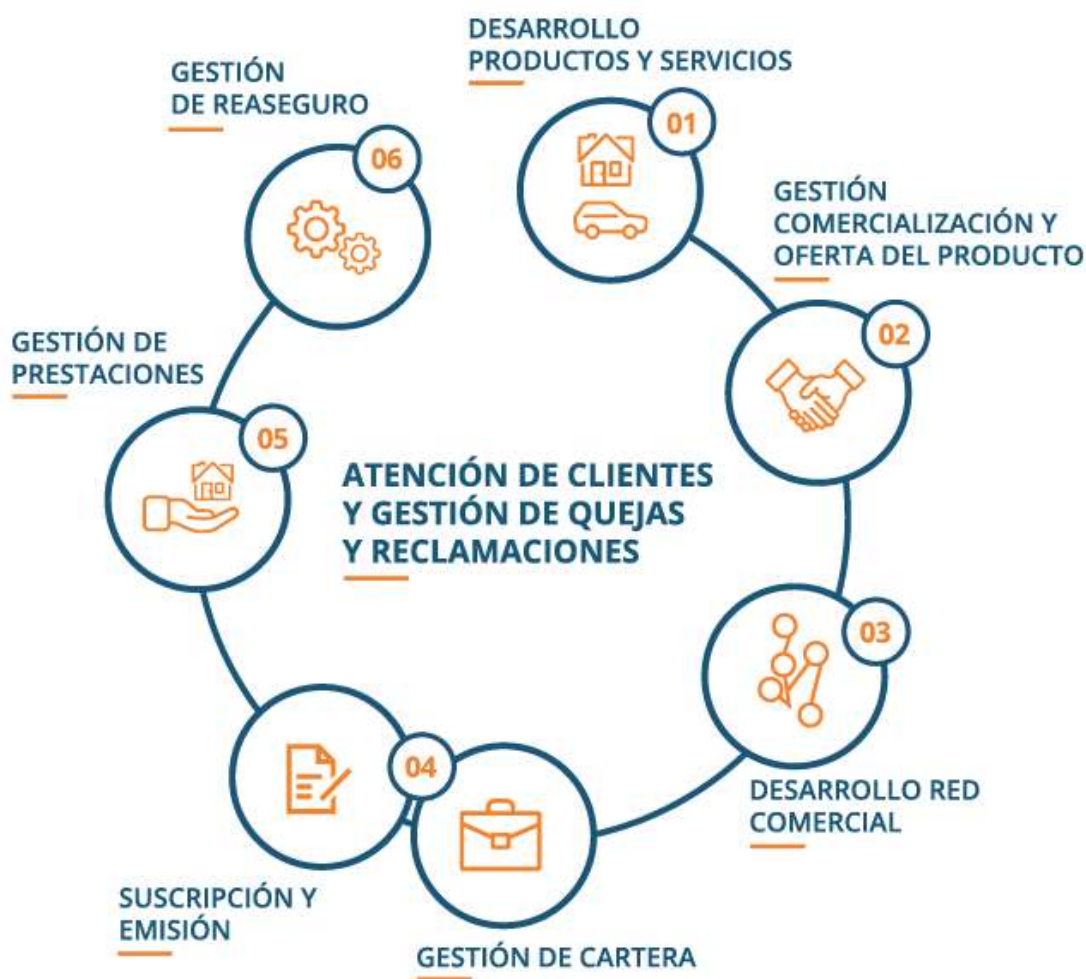 DESARROLLO
PRODUCTOS Y SERVICIOS
01
GESTIÓN
COMERCIALIZACIÓN Y
OFERTA DEL PRODUCTO
02
03
DESARROLLO RED
COMERCIAL
04
GESTIÓN DE CARTERA
SUSCRIPCIÓN Y
EMISIÓN
GESTIÓN DE
PRESTACIONES
05
GESTIÓN
DE REASEGURO
06
ATENCIÓN DE CLIENTES
Y GESTIÓN DE QUEJAS
Y RECLAMACIONES